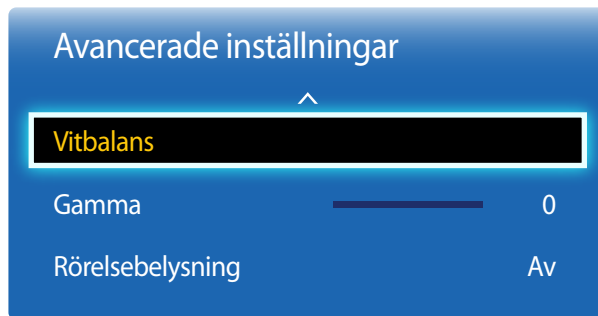 Avancerade inställningar
Vitbalans
Gamma 0
Rörelsebelysning Av